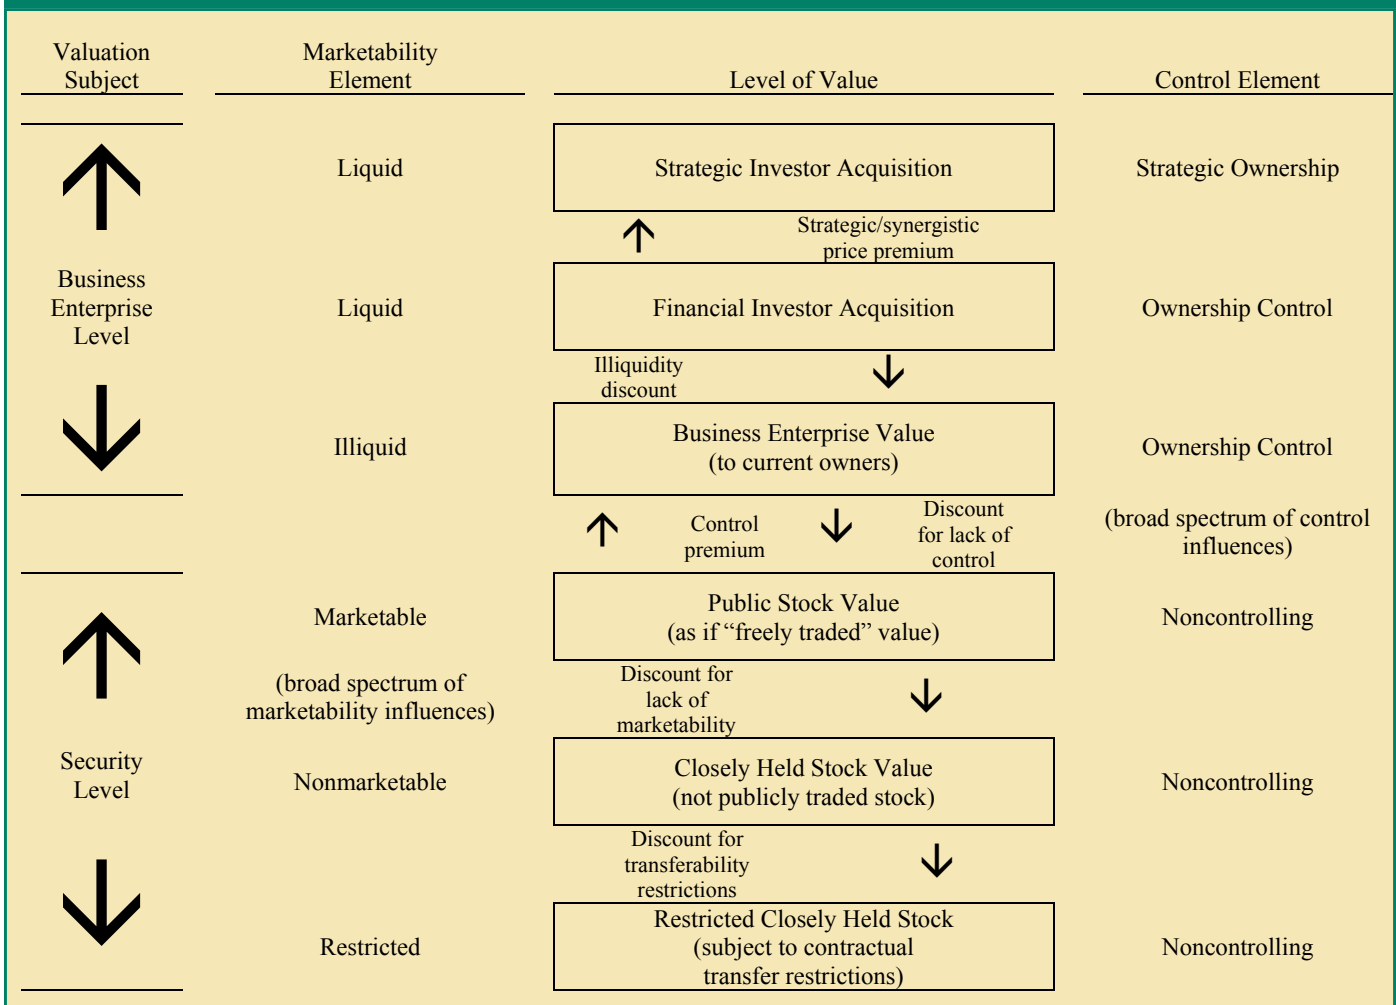 Valuation
Subject
Marketability
Element
Level of Value
Control Element
Business
Enterprise
Level
Liquid
Strategic Investor Acquisition
Strategic Ownership
Strategic/synergistic
price premium
Liquid
Financial Investor Acquisition
Ownership Control
Illiquidity
discount
Illiquid
Business Enterprise Value
(to current owners)
Ownership Control
Control
premium
Discount
for lack of
control
(broad spectrum of control
influences)
Security
Level
Marketable
Public Stock Value
(as if “freely traded” value)
Noncontrolling
(broad spectrum of
marketability influences)
Discount for
lack of
marketability
Nonmarketable
Closely Held Stock Value
(not publicly traded stock)
Noncontrolling
Discount for
transferability
restrictions
Restricted
Restricted Closely Held Stock
(subject to contractual
transfer restrictions)
Noncontrolling